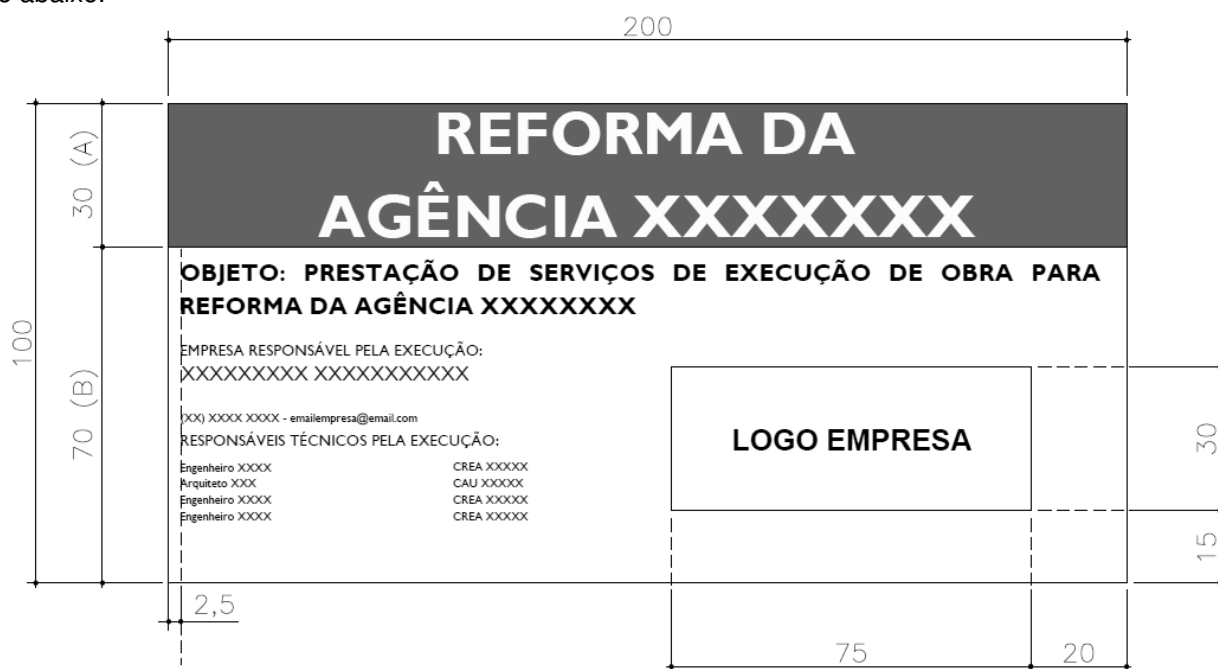 o abaixo.
200
REFORMA DA
AGÊNCIA XXXXXXX
30 (A)
100
70 (B)
OBJETO: PRESTAÇÃO DE SERVIÇOS DE EXECUÇÃO DE OBRA PARA
REFORMA DA AGÊNCIA XXXXXXXX
EMPRESA RESPONSÁVEL PELA EXECUÇÃO:
XXXXXXXXX XXXXXXXXXXX
(XX) XXXX XXXX - emailempresa@email.com
RESPONSÁVEIS TÉCNICOS PELA EXECUÇÃO:
Engenheiro XXXX CREA XXXXX
Arquiteto XXX CAU XXXXX
Engenheiro XXXX CREA XXXXX
Engenheiro XXXX CREA XXXXX
LOGO EMPRESA
30
15
2,5
75
20